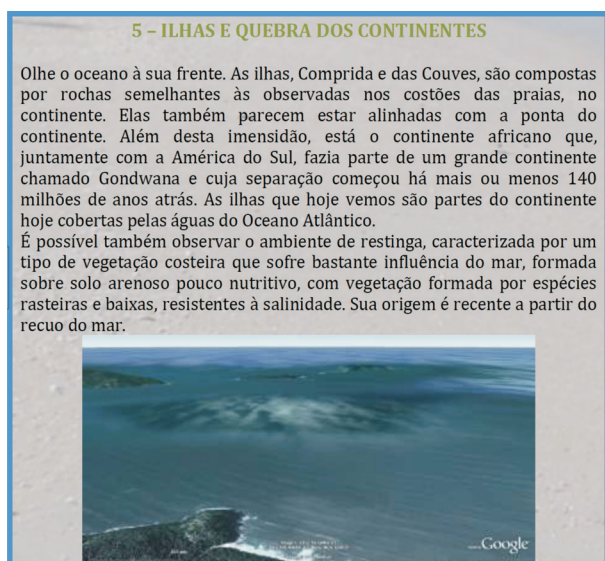 5 – ILHAS E QUEBRA DOS CONTINENTES
Olhe o oceano à sua frente. As ilhas, Comprida e das Couves, são compostas
por rochas semelhantes às observadas nos costões das praias, no
continente. Elas também parecem estar alinhadas com a ponta do
continente. Além desta imensidão, está o continente africano que,
juntamente com a América do Sul, fazia parte de um grande continente
chamado Gondwana e cuja separação começou há mais ou menos 140
milhões de anos atrás. As ilhas que hoje vemos são partes do continente
hoje cobertas pelas águas do Oceano Atlântico.
É possível também observar o ambiente de restinga, caracterizada por um
tipo de vegetação costeira que sofre bastante influência do mar, formada
sobre solo arenoso pouco nutritivo, com vegetação formada por espécies
rasteiras e baixas, resistentes à salinidade. Sua origem é recente a partir do
recuo do mar.
Google